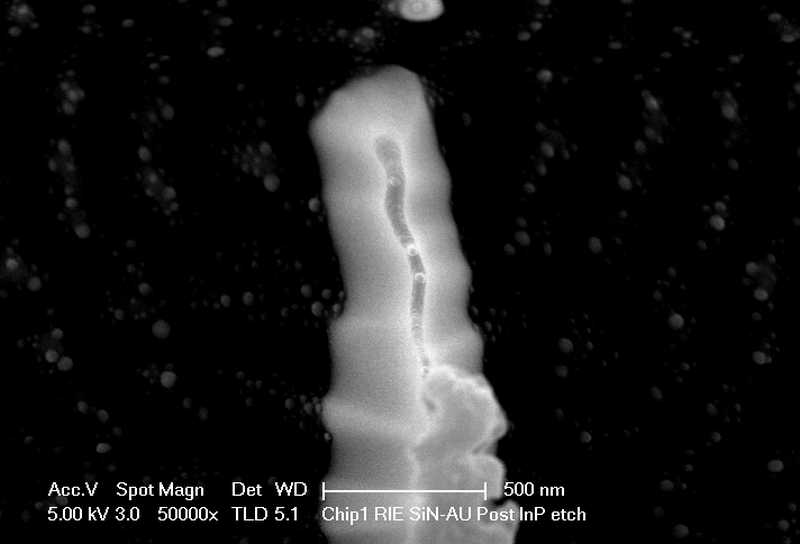 Acc.V Spot Magn Det WD 500 nm
5.00 kV 3.0 50000x TLD 5.1 Chip1 RIE SiN-AU Post InP etch